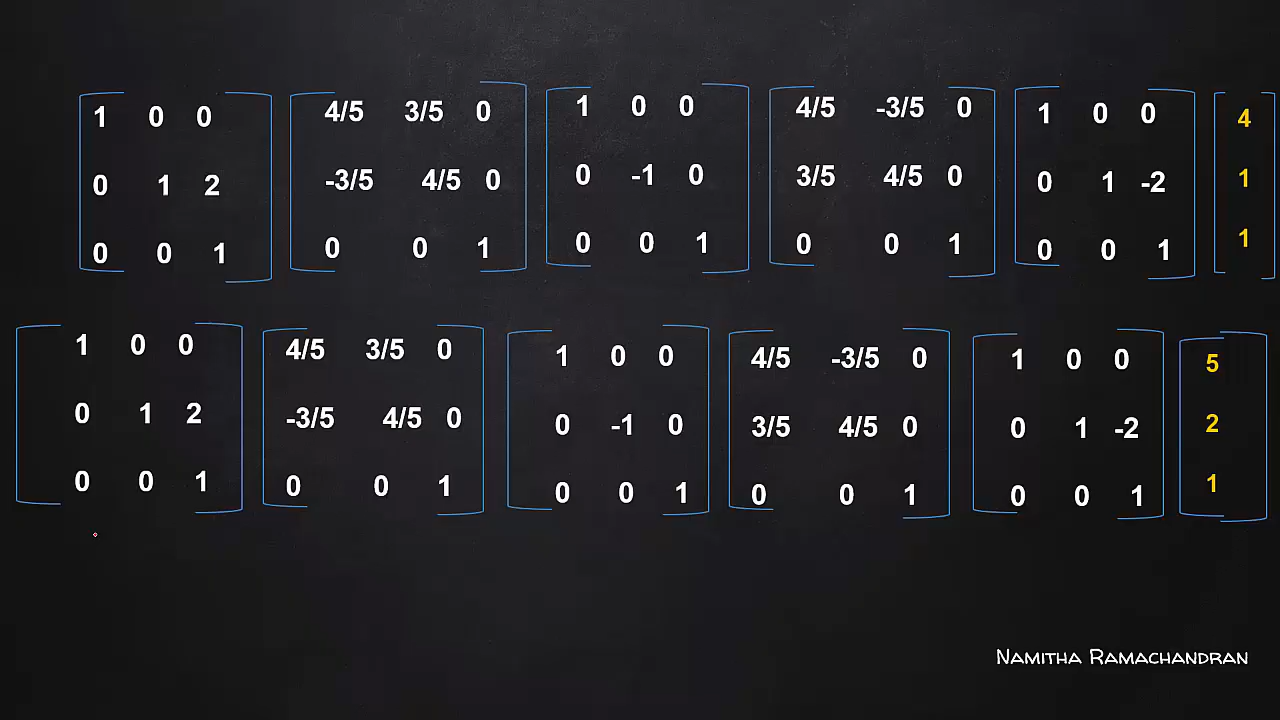 1 0 0 4/5 3/5 0 1 0 0 4/5 -3/5 0 1 0 0 4
0 1 2 -3/5 4/5 0 0 -1 0 3/5 4/5 0 0 1 -2 1
0 0 1 0 0 1 0 0 1 0 0 1 0 0 1 1
1 0 0 4/5 3/5 0 1 0 0 4/5 -3/5 0 1 0 0 5
0 1 2 -3/5 4/5 0 0 -1 0 3/5 4/5 0 0 1 -2 2
0 0 1 0 0 1 0 0 1 0 0 1 0 0 1 1
Namitha Ramachandran